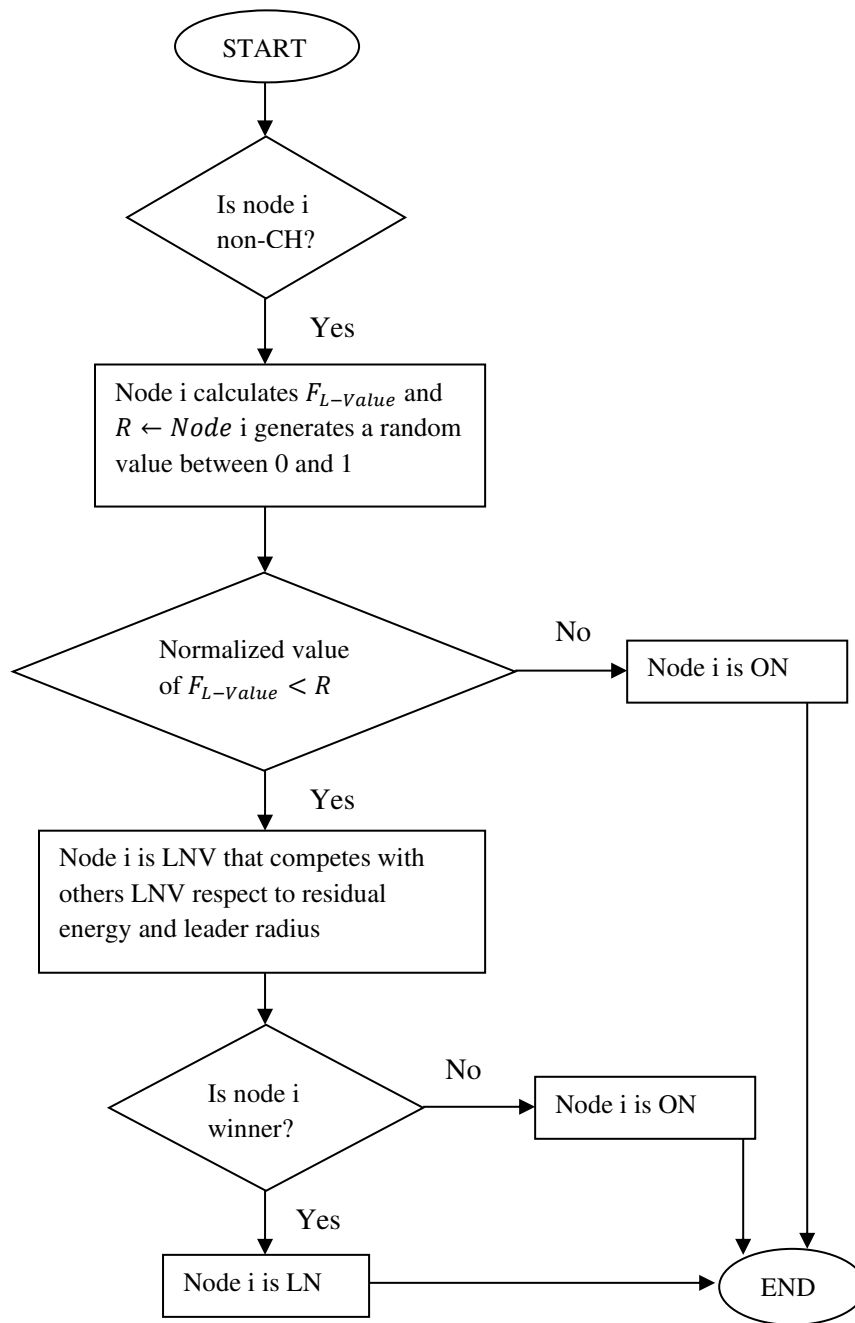 START
Is node i
non-CH?
Yes
Node i calculates F_{L−Value} and
R ← Node i generates a random
value between 0 and 1
Normalized value
of F_{L−Value} < R
No
Node i is ON
Yes
Node i is LNV that competes with
others LNV respect to residual
energy and leader radius
Is node i
winner?
No
Node i is ON
Yes
Node i is LN
END